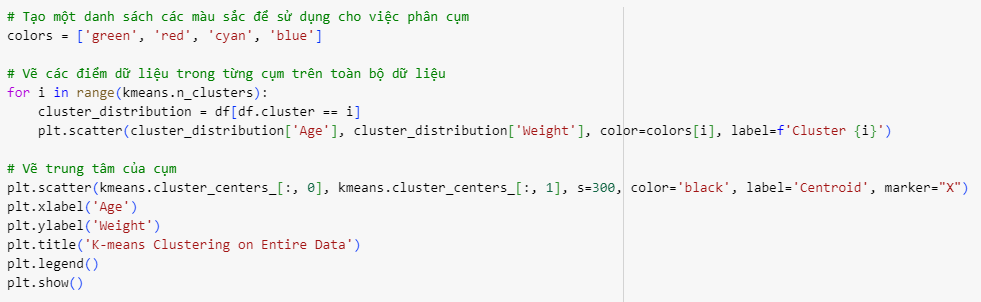 # Tạo một danh sách các màu sắc để sử dụng cho việc phân cụm
colors = ['green', 'red', 'cyan', 'blue']
# Vẽ các điểm dữ liệu trong từng cụm trên toàn bộ dữ liệu
for i in range(kmeans.n_clusters):
    cluster_distribution = df[df.cluster == i]
    plt.scatter(cluster_distribution['Age'], cluster_distribution['Weight'], color=colors[i], label=f'Cluster {i}')
# Vẽ trung tâm của cụm
plt.scatter(kmeans.cluster_centers_[:, 0], kmeans.cluster_centers_[:, 1], s=300, color='black', label='Centroid', marker="X")
plt.xlabel('Age')
plt.ylabel('Weight')
plt.title('K-means Clustering on Entire Data')
plt.legend()
plt.show()